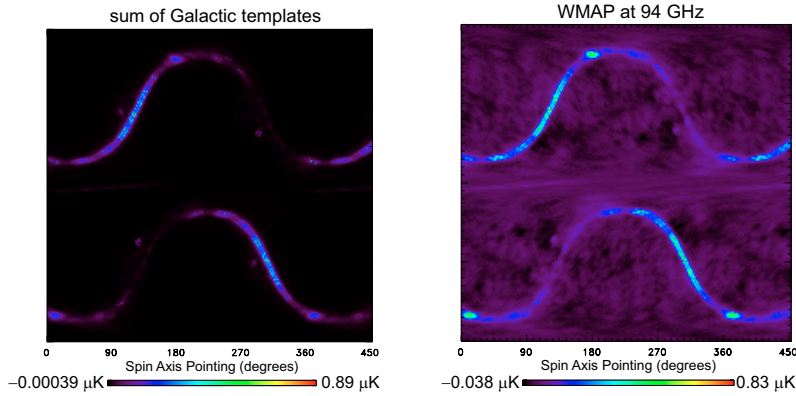 sum of Galactic templates
WMAP at 94 GHz
0 90 180 270 360 450
0 90 180 270 360 450
Spin Axis Pointing (degrees)
Spin Axis Pointing (degrees)
−0.00039 μK 0.89 μK
−0.038 μK 0.83 μK